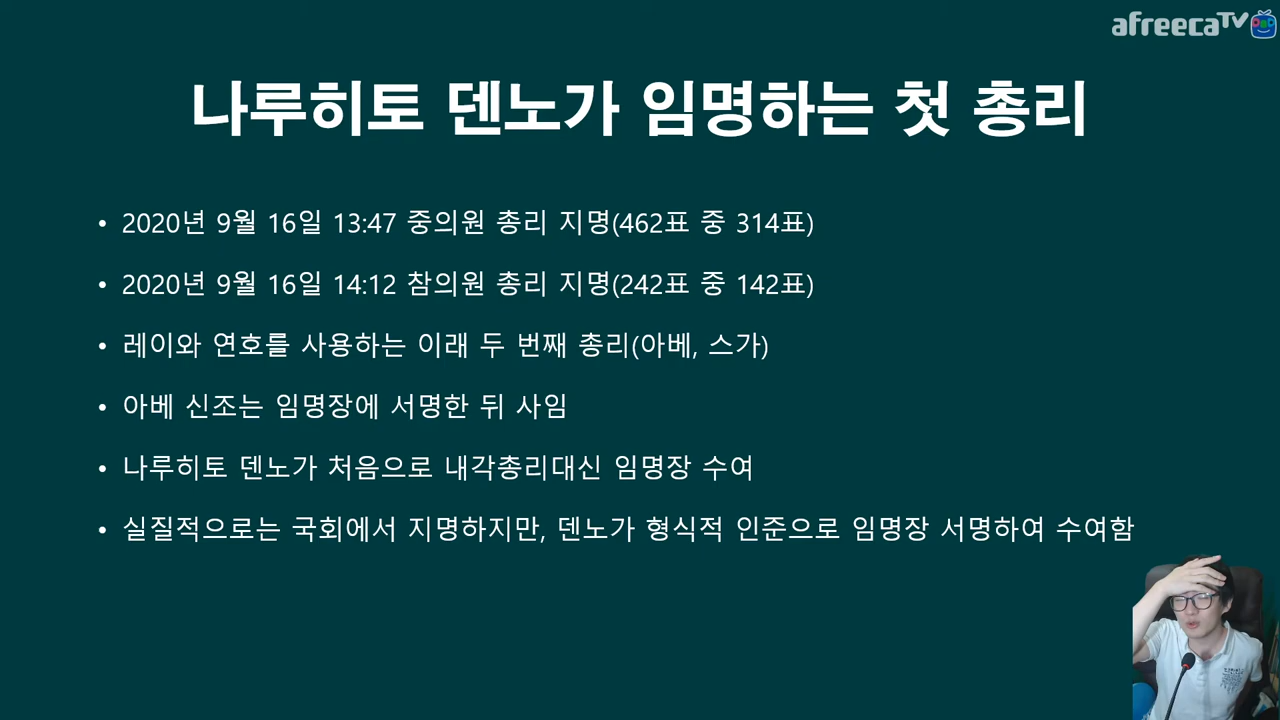 afreecaTV
나루히토 덴노가 임명하는 첫 총리
• 2020년 9월 16일 13:47 중의원 총리 지명(462표 중 314표)
• 2020년 9월 16일 14:12 참의원 총리 지명(242표 중 142표)
• 레이와 연호를 사용하는 이래 두 번째 총리(아베, 스가)
• 아베 신조는 임명장에 서명한 뒤 사임
• 나루히토 덴노가 처음으로 내각총리대신 임명장 수여
• 실질적으로는 국회에서 지명하지만, 덴노가 형식적 인준으로 임명장 서명하여 수여함